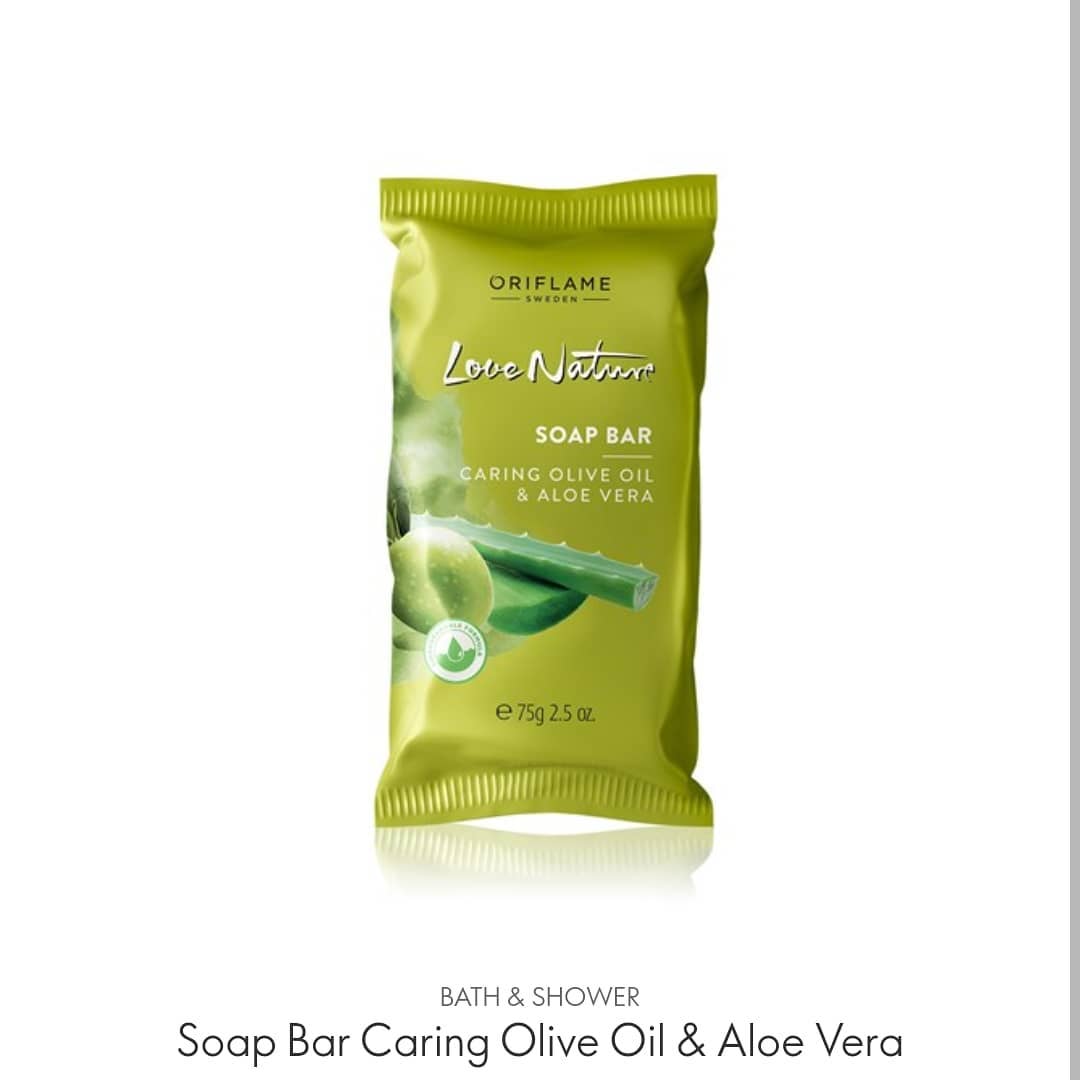 ORIFLAME
SWEDEN
Love Nature
SOAP BAR
CARING OLIVE OIL
& ALOE VERA
e 75g 2.5 oz.
BATH & SHOWER
Soap Bar Caring Olive Oil & Aloe Vera